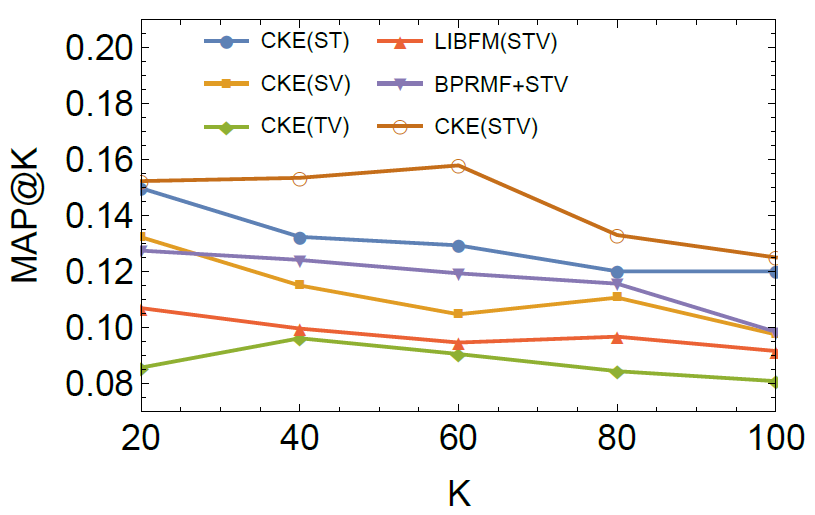 0.20
0.18
0.16
0.14
0.12
0.10
0.08
MAP@K
CKE(ST) LIBFM(STV)
CKE(SV) BPRMF+STV
CKE(TV) CKE(STV)
20 40 60 80 100
K